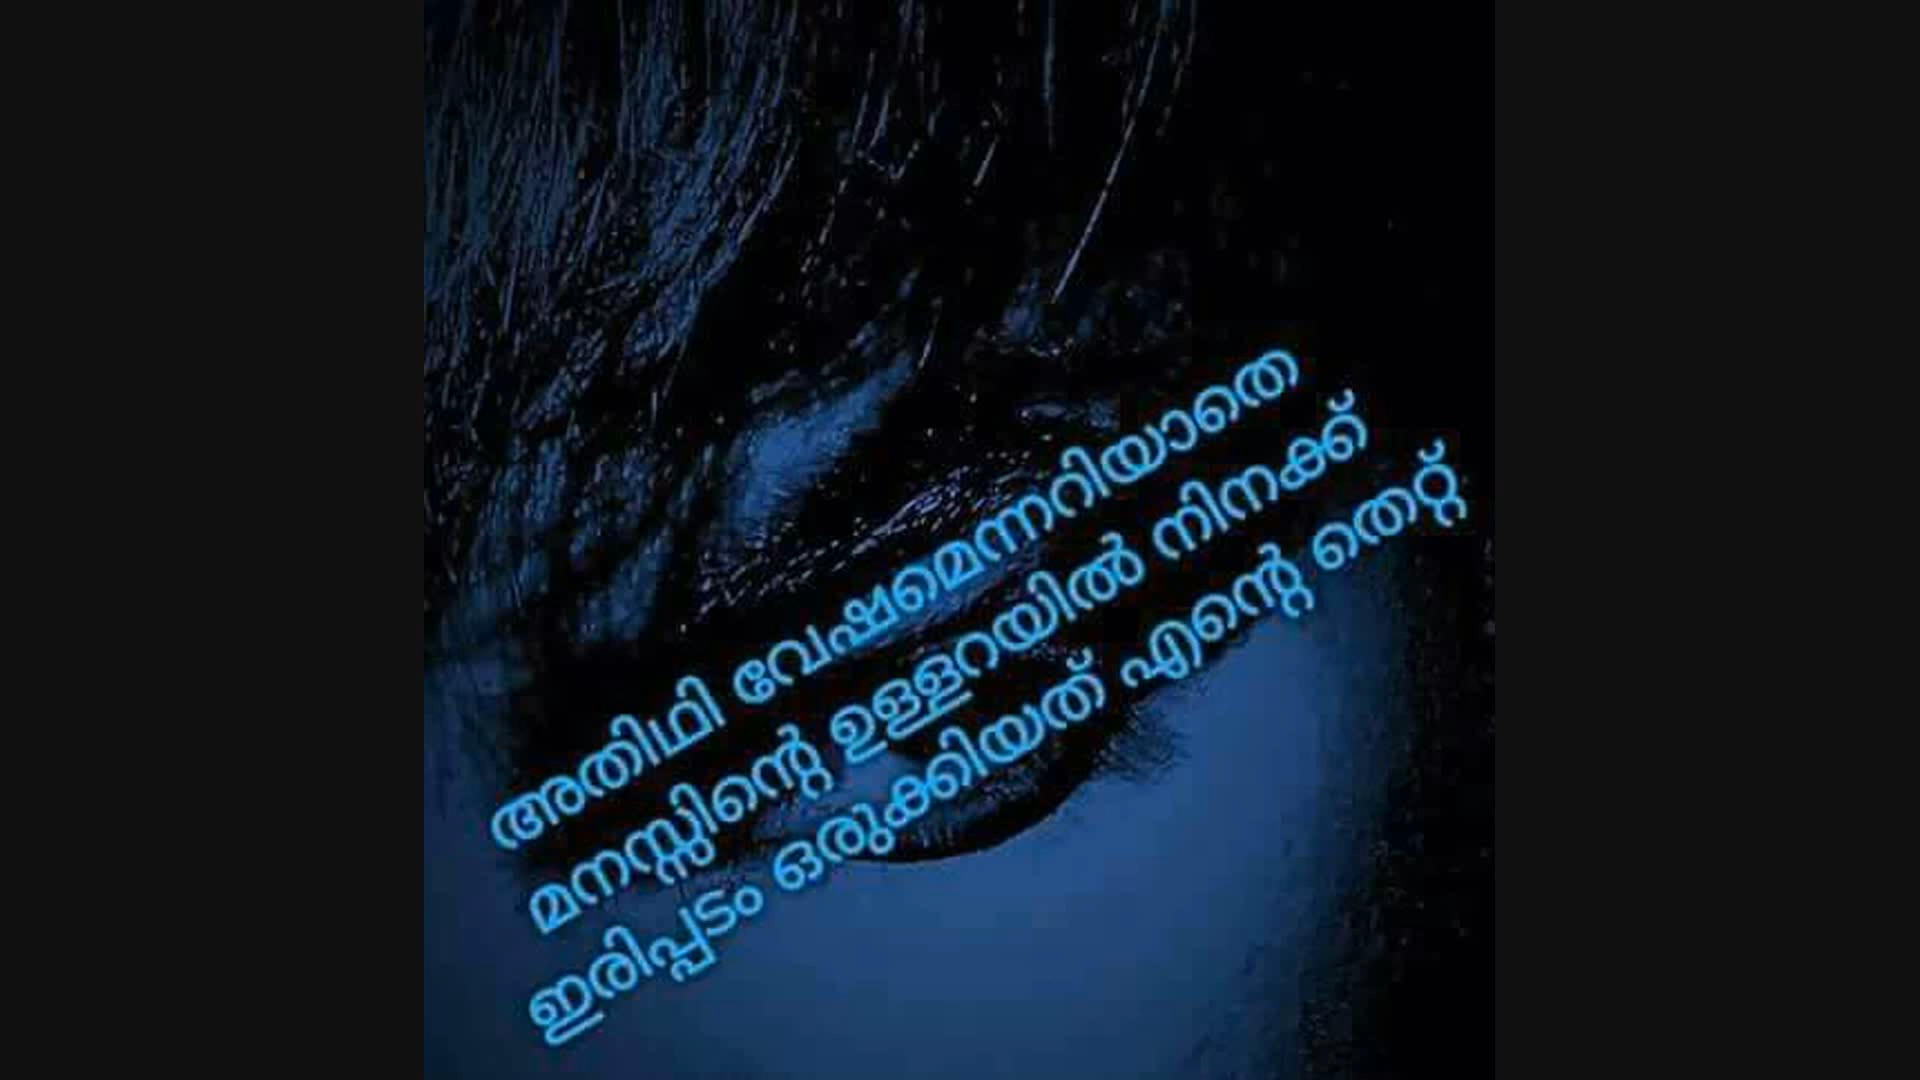 അതിഥി വേഷമെന്നറിയാതെ
മനസ്സിന്റെ ഉള്ളറയിൽ നിനക്ക്
ഇരിപ്പടം ഒരുക്കിയത് എന്റെ തെറ്റ്